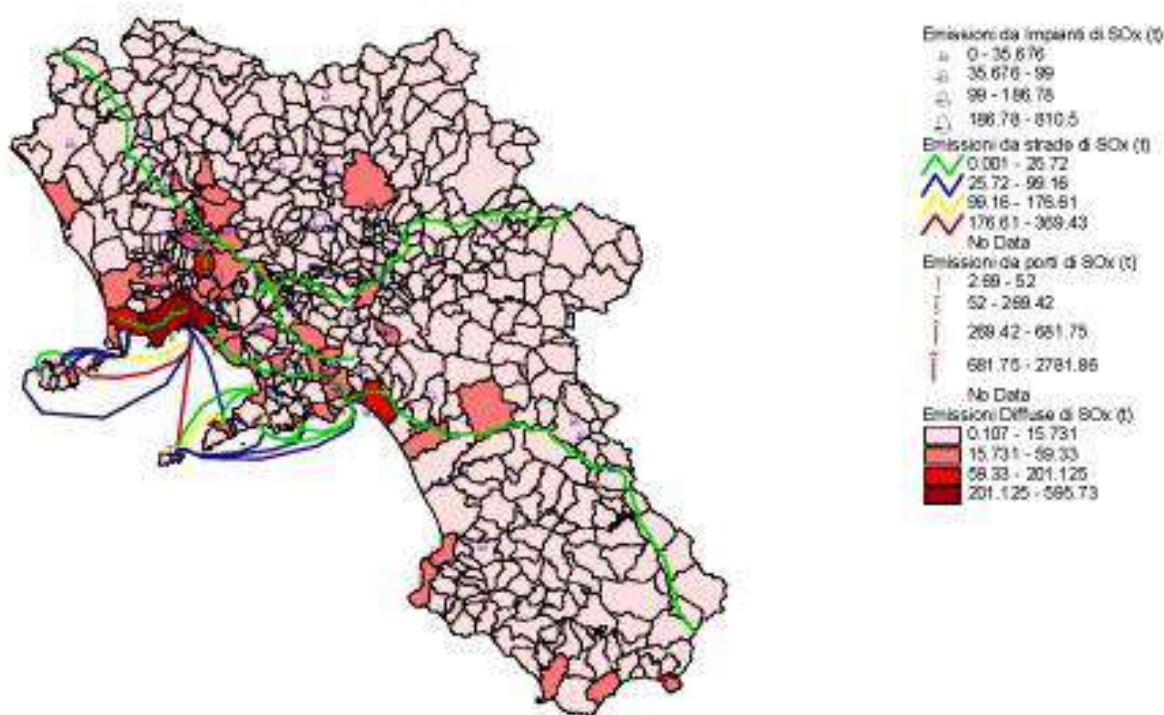 Emissioni da Impianti di SOx (t)
0 - 35.676
35.676 - 99
99 - 186.78
186.78 - 810.5
Emissioni da strade di SOx (t)
0.001 - 25.72
25.72 - 99.16
99.16 - 176.61
176.61 - 369.43
No Data
Emissioni da porti di SOx (t)
2.69 - 52
52 - 269.42
269.42 - 681.75
681.75 - 2781.86
No Data
Emissioni Diffuse di SOx (t)
0.107 - 15.731
15.731 - 59.33
59.33 - 201.125
201.125 - 595.73